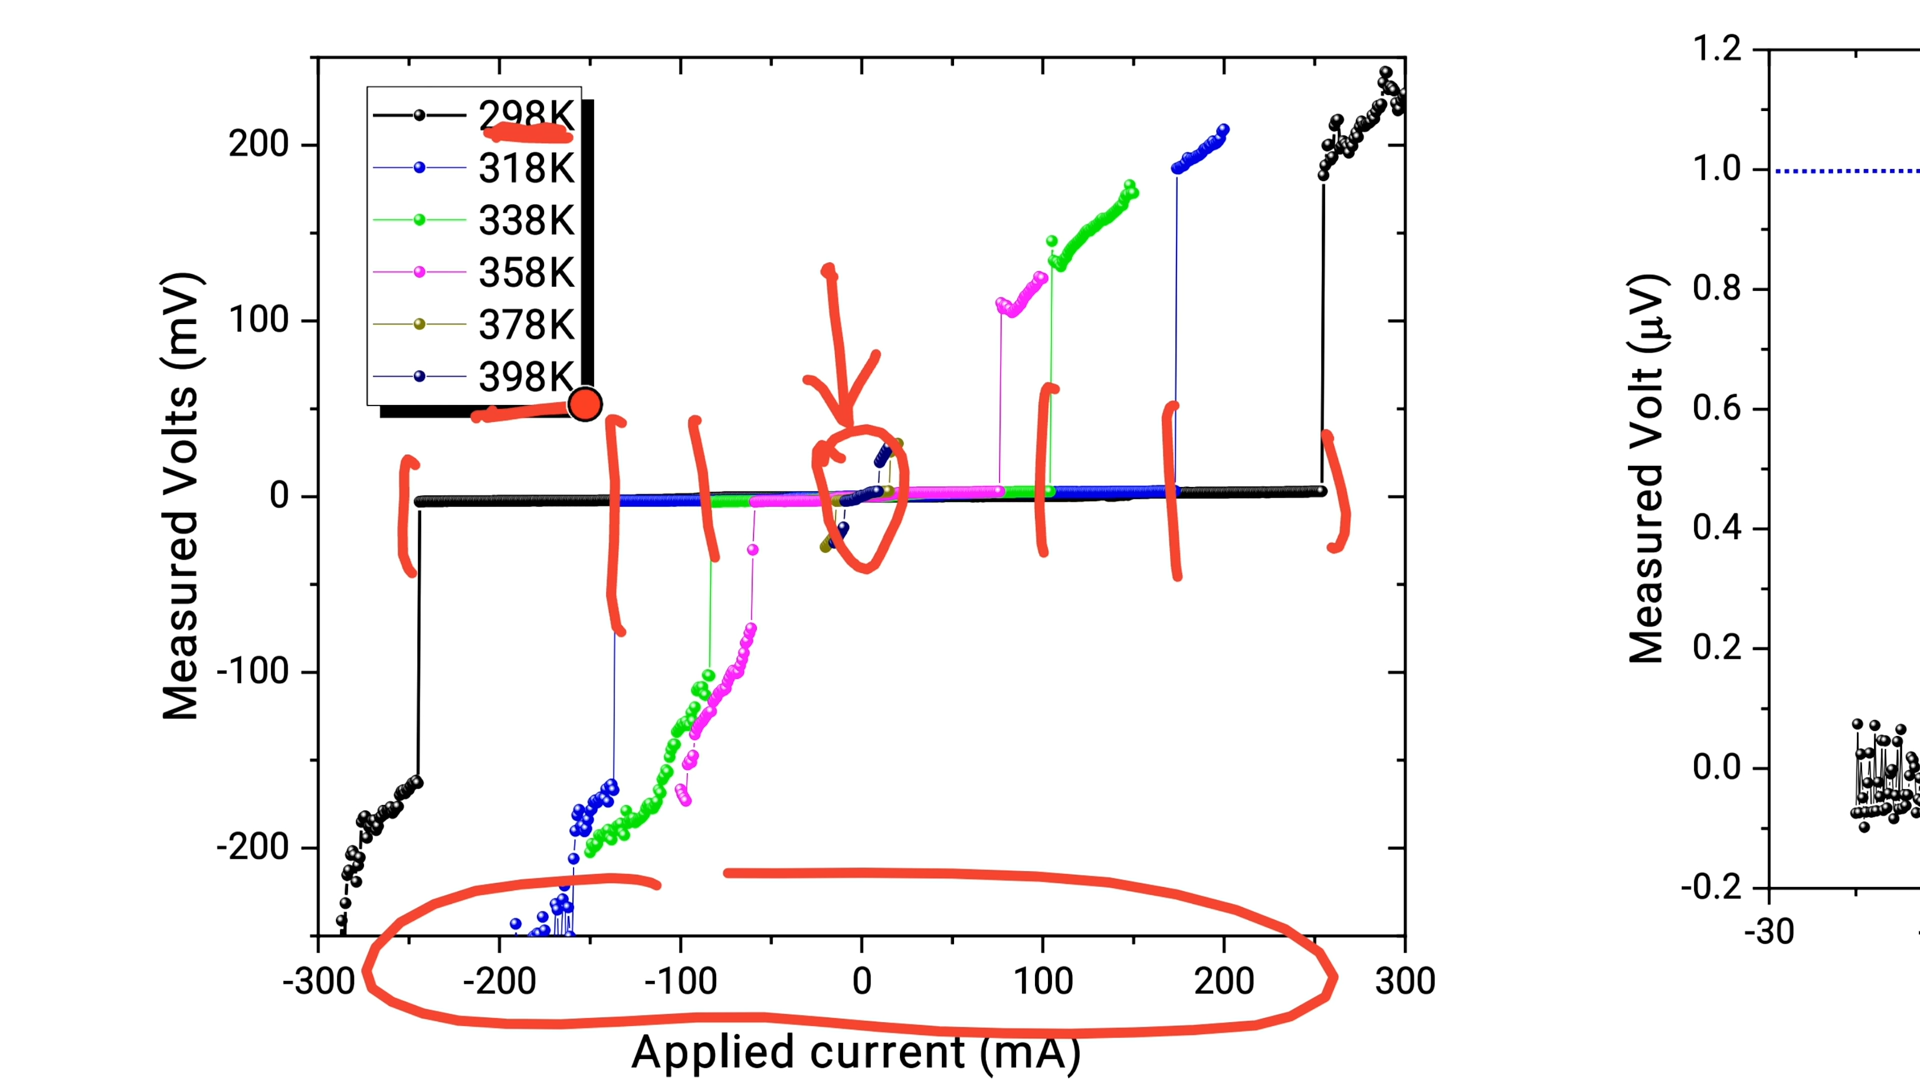 298K
318K
338K
358K
378K
398K
Measured Volts (mV)
200
100
0
-100
-200
-300 -200 -100 0 100 200 300
Applied current (mA)
Measured Volt (μV)
1.2
1.0
0.8
0.6
0.4
0.2
0.0
-0.2
-30